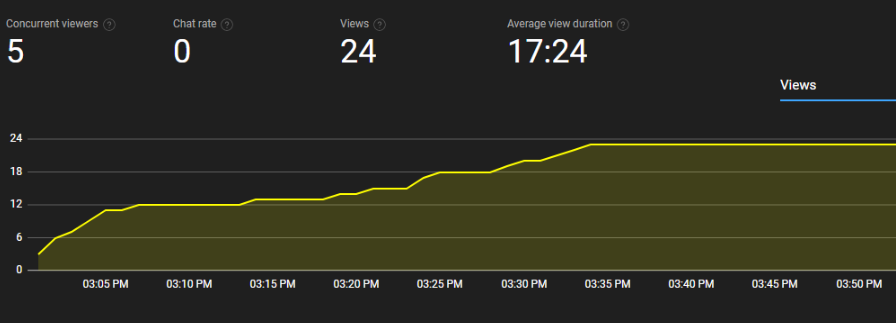 Concurrent viewers ? Chat rate ? Views ? Average view duration ?
5 0 24 17:24
Views
24
18
12
6
0
03:05 PM 03:10 PM 03:15 PM 03:20 PM 03:25 PM 03:30 PM 03:35 PM 03:40 PM 03:45 PM 03:50 PM